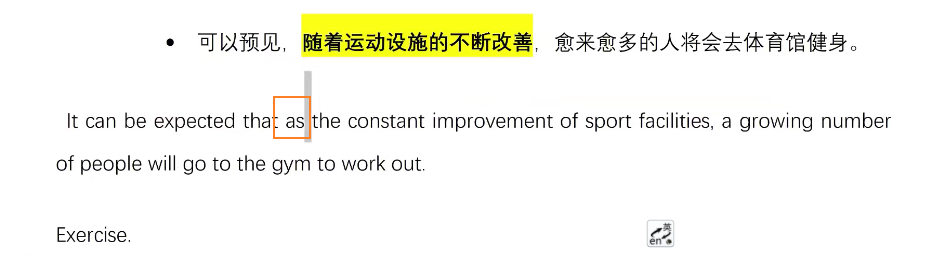 • 可以预见，随着运动设施的不断改善，愈来愈多的人将会去体育馆健身。
It can be expected that as the constant improvement of sport facilities, a growing number
of people will go to the gym to work out.
Exercise.
英
en